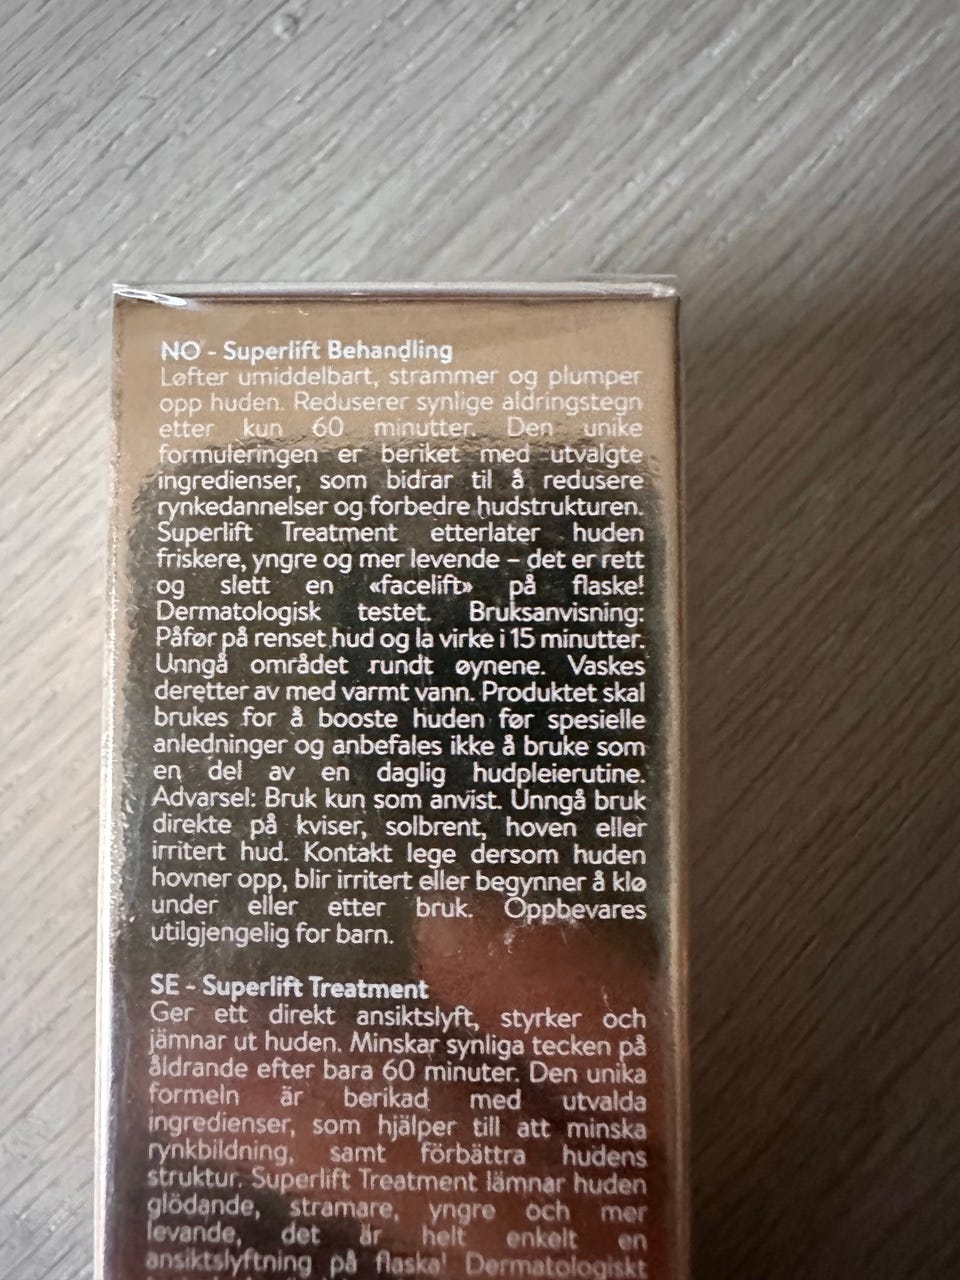 NO - Superlift Behandling
Løfter umiddelbart, strammer og plumper
opp huden. Reduserer synlige aldringstegn
etter kun 60 minutter. Den unike
formuleringen er beriket med utvalgte
ingredienser, som bidrar til å redusere
rynkedannelser og forbedre hudstrukturen.
Superlift Treatment etterlater huden
friskere, yngre og mer levende – det er rett
og slett en «facelift» på flaske!
Dermatologisk testet. Bruksanvisning:
Påfør på renset hud og la virke i 15 minutter.
Unngå området rundt øynene. Vaskes
deretter av med varmt vann. Produktet skal
brukes for å booste huden før spesielle
anledninger og anbefales ikke å bruke som
en del av en daglig hudpleierutine.
Advarsel: Bruk kun som anvist. Unngå bruk
direkte på kviser, solbrent, hoven eller
irritert hud. Kontakt lege dersom huden
hovner opp, blir irritert eller begynner å klø
under eller etter bruk. Oppbevares
utilgjengelig for barn.
SE - Superlift Treatment
Ger ett direkt ansiktslyft, styrker och
jämnar ut huden. Minskar synliga tecken på
åldrande efter bara 60 minuter. Den unika
formeln är berikad med utvalda
ingredienser, som hjälper till att minska
rynkbildning, samt förbättra hudens
struktur. Superlift Treatment lämnar huden
glödande, stramare, yngre och mer
levande, det är helt enkelt en
ansiktslyftning på flaska! Dermatologiskt